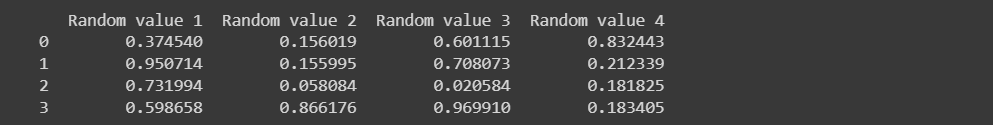 Random value 1 Random value 2 Random value 3 Random value 4
0 0.374540 0.156019 0.601115 0.832443
1 0.950714 0.155995 0.708073 0.212339
2 0.731994 0.058084 0.020584 0.181825
3 0.598658 0.866176 0.969910 0.183405